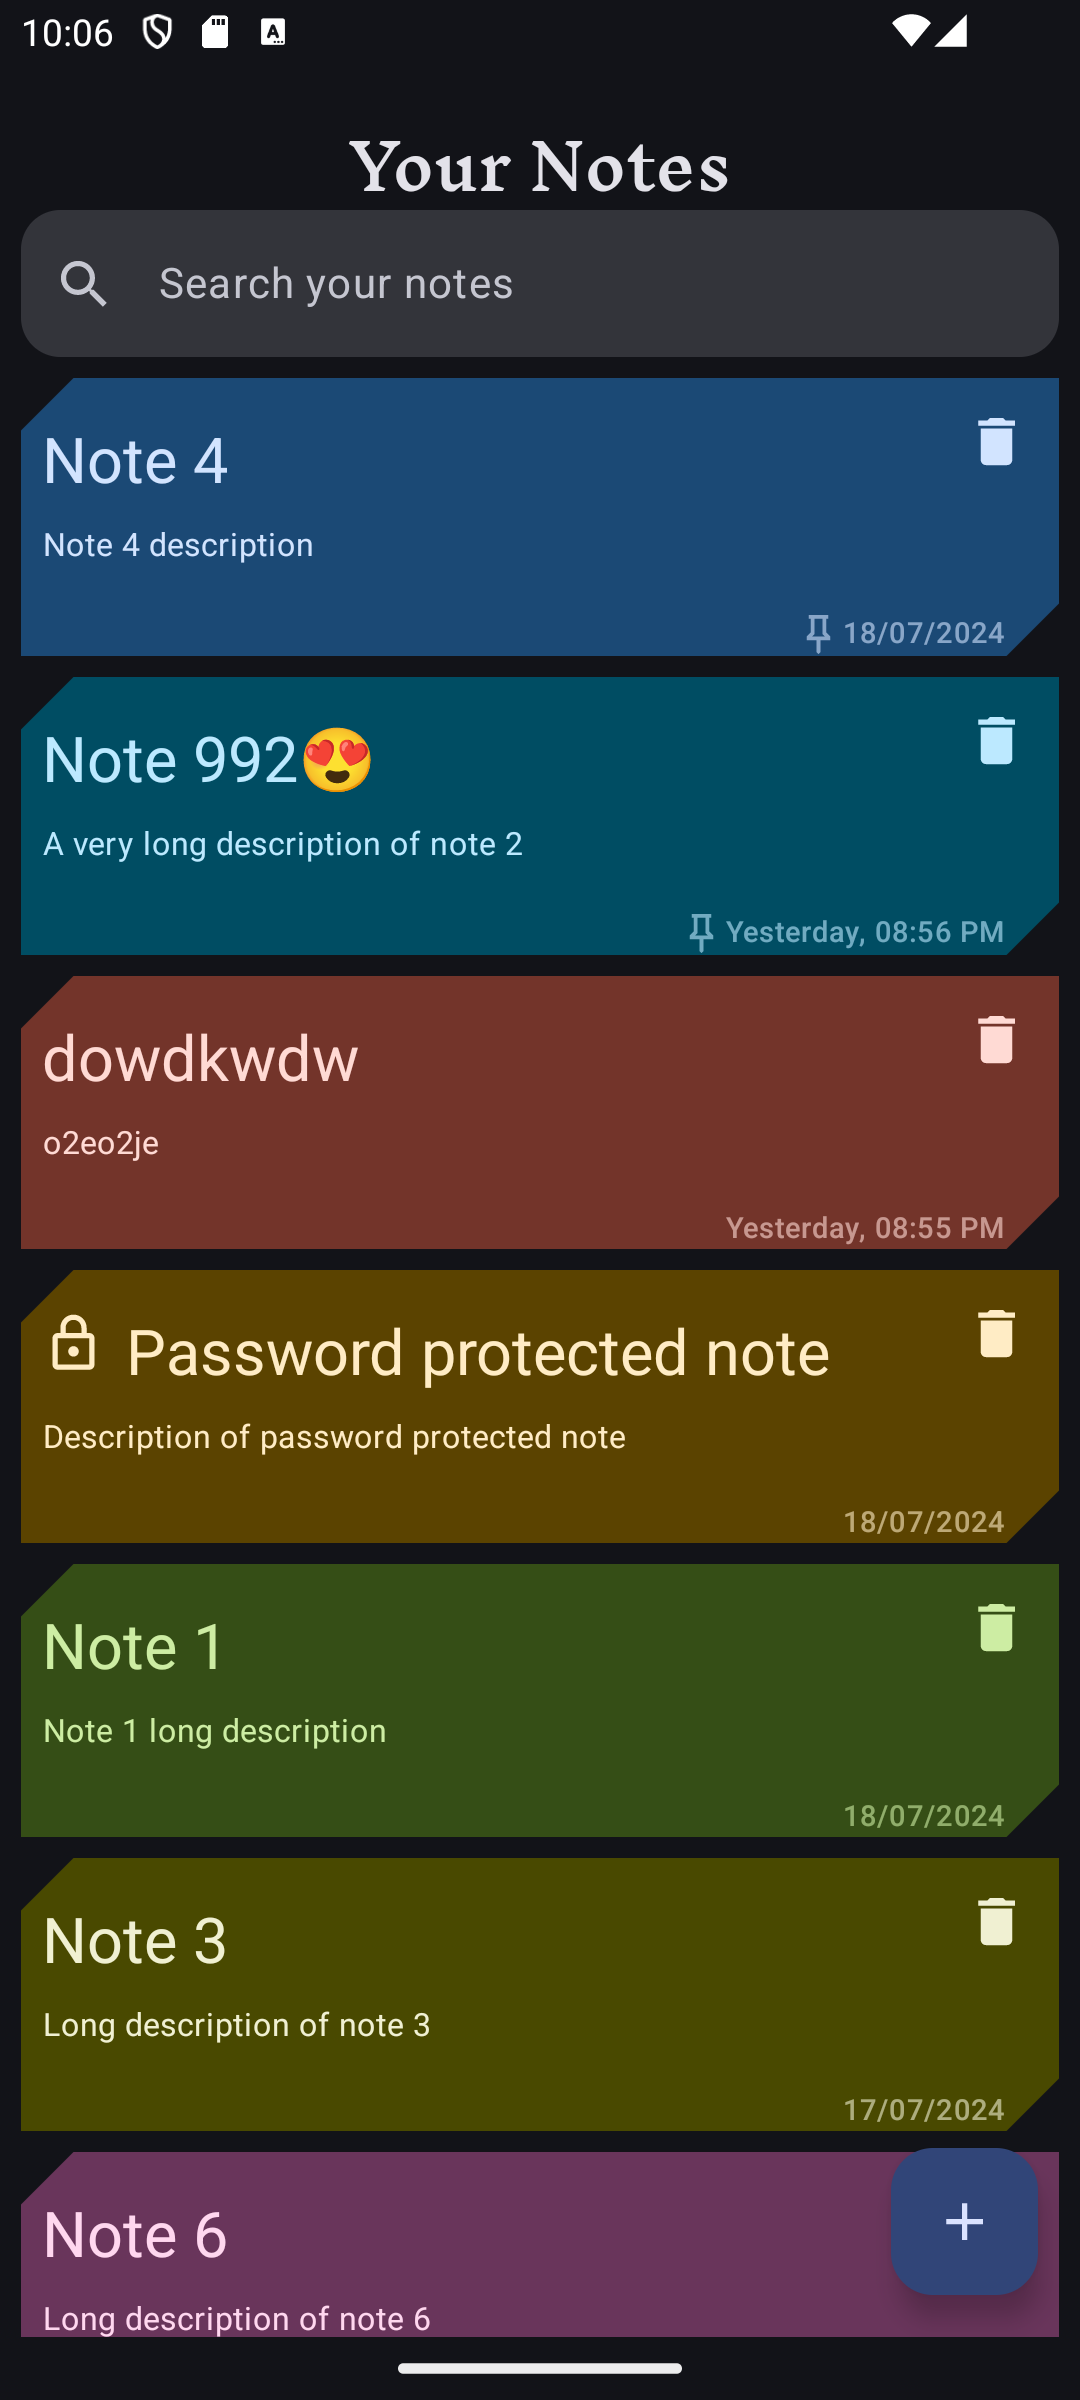 10:06
Your Notes
Search your notes
Note 4
Note 4 description
18/07/2024
Note 992😍
A very long description of note 2
Yesterday, 08:56 PM
dowdkwdw
o2eo2je
Yesterday, 08:55 PM
Password protected note
Description of password protected note
18/07/2024
Note 1
Note 1 long description
18/07/2024
Note 3
Long description of note 3
17/07/2024
Note 6
Long description of note 6